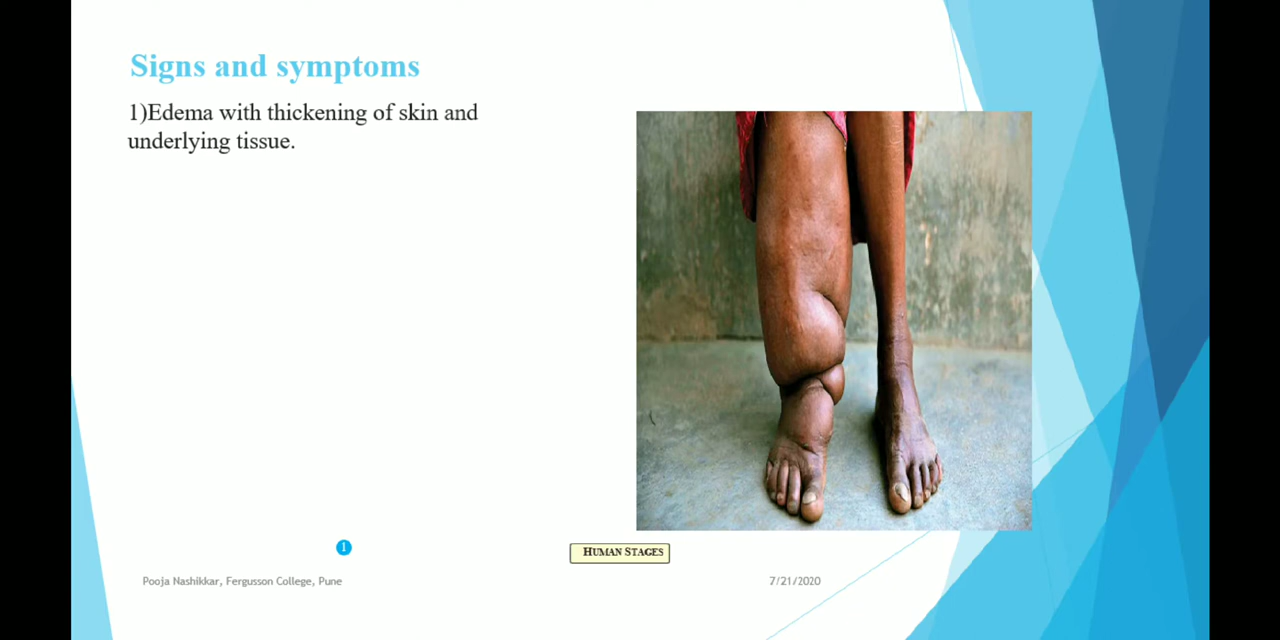 Signs and symptoms
1)Edema with thickening of skin and
underlying tissue.
1
HUMAN STAGES
Pooja Nashikkar, Fergusson College, Pune
7/21/2020